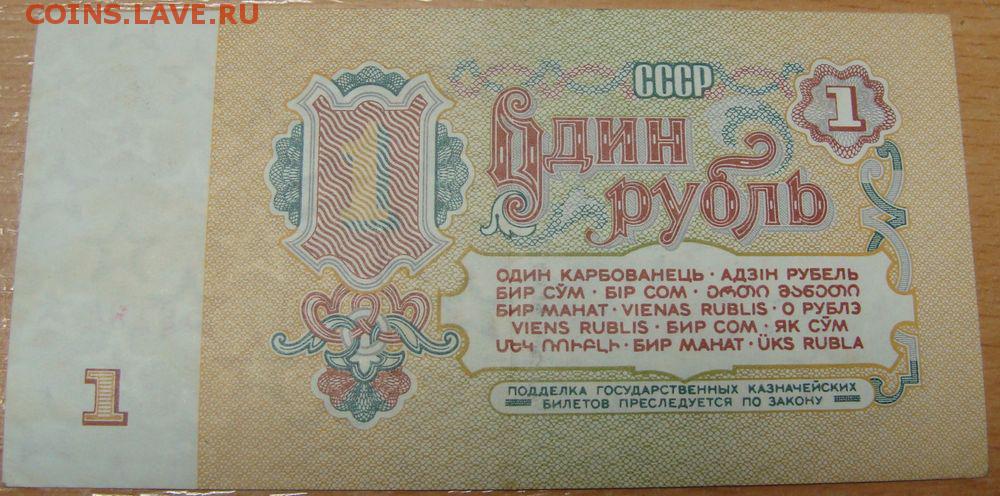 COINS.LAVE.РУ
СССР
1
1
Один
рубль
ОДИН КАРБОВАНЕЦЬ · АДЗІН РУБЕЛЬ
БИР СЎМ · БІР СОМ · ᲔᲠᲗᲘ ᲛᲐᲜᲔᲗᲘ
БИР МАНАТ · VIENAS RUBLIS · О РУБЛЭ
VIENS RUBLIS · БИР СОМ · ЯК СЎМ
ՄԵԿ ՌՈՒԲԼԻ · БИР МАНАТ · ÜKS RUBLA
ПОДДЕЛКА ГОСУДАРСТВЕННЫХ КАЗНАЧЕЙСКИХ
БИЛЕТОВ ПРЕСЛЕДУЕТСЯ ПО ЗАКОНУ
1